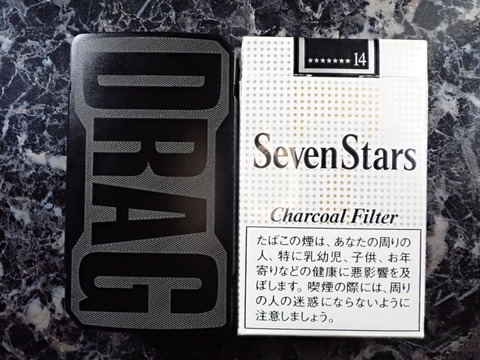 DRAG
★★★★★★★ 14
SevenStars
Charcoal Filter
たばこの煙は、あなたの周りの
人、特に乳幼児、子供、お年
寄りなどの健康に悪影響を及
ぼします。喫煙の際には、周り
の人の迷惑にならないように
注意しましょう。